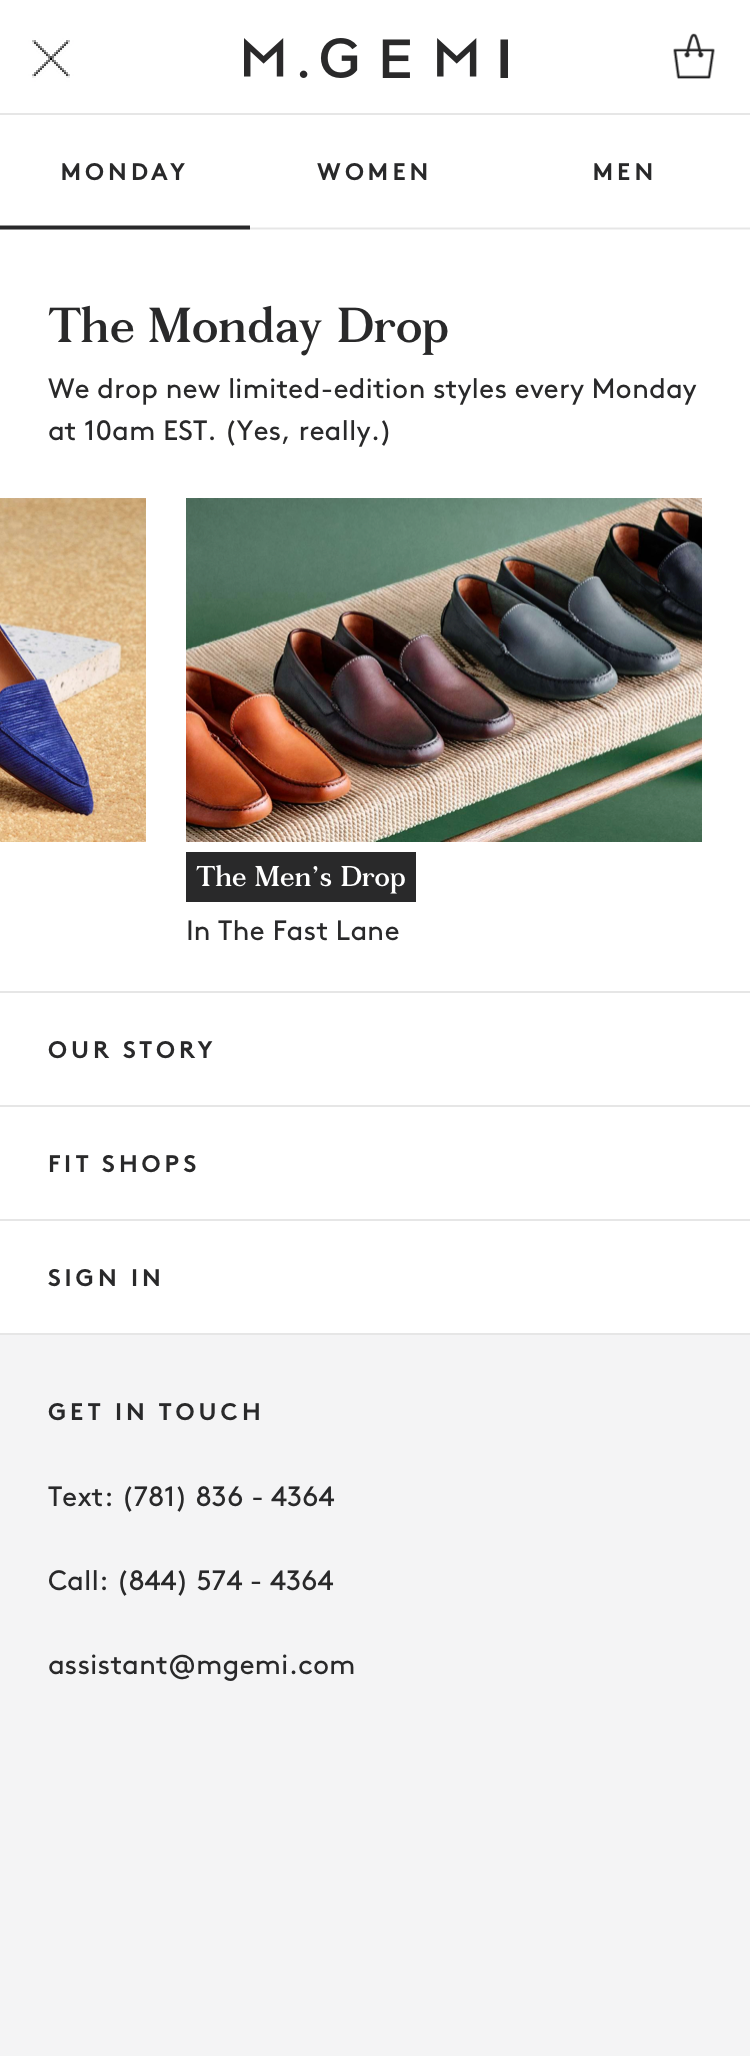 M.GEMI
MONDAY
WOMEN
MEN
The Monday Drop
We drop new limited-edition styles every Monday
at 10am EST. (Yes, really.)
The Men’s Drop
In The Fast Lane
OUR STORY
FIT SHOPS
SIGN IN
GET IN TOUCH
Text: (781) 836 - 4364
Call: (844) 574 - 4364
assistant@mgemi.com